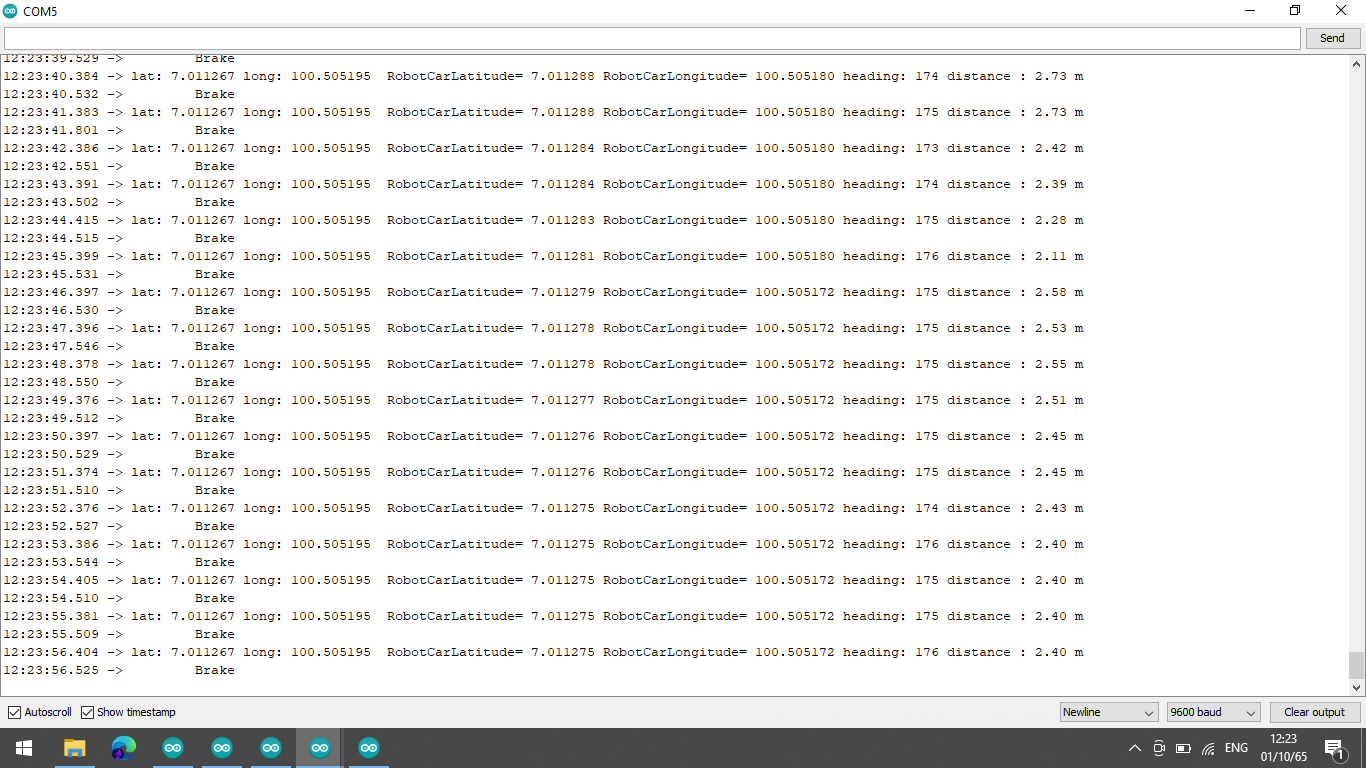 COM5
Send
12:23:39.529 -> Brake
12:23:40.384 -> lat: 7.011267 long: 100.505195 RobotCarLatitude= 7.011288 RobotCarLongitude= 100.505180 heading: 174 distance : 2.73 m
12:23:40.532 -> Brake
12:23:41.383 -> lat: 7.011267 long: 100.505195 RobotCarLatitude= 7.011288 RobotCarLongitude= 100.505180 heading: 175 distance : 2.73 m
12:23:41.801 -> Brake
12:23:42.386 -> lat: 7.011267 long: 100.505195 RobotCarLatitude= 7.011284 RobotCarLongitude= 100.505180 heading: 173 distance : 2.42 m
12:23:42.551 -> Brake
12:23:43.391 -> lat: 7.011267 long: 100.505195 RobotCarLatitude= 7.011284 RobotCarLongitude= 100.505180 heading: 174 distance : 2.39 m
12:23:43.502 -> Brake
12:23:44.415 -> lat: 7.011267 long: 100.505195 RobotCarLatitude= 7.011283 RobotCarLongitude= 100.505180 heading: 175 distance : 2.28 m
12:23:44.515 -> Brake
12:23:45.399 -> lat: 7.011267 long: 100.505195 RobotCarLatitude= 7.011281 RobotCarLongitude= 100.505180 heading: 176 distance : 2.11 m
12:23:45.531 -> Brake
12:23:46.397 -> lat: 7.011267 long: 100.505195 RobotCarLatitude= 7.011279 RobotCarLongitude= 100.505172 heading: 175 distance : 2.58 m
12:23:46.530 -> Brake
12:23:47.396 -> lat: 7.011267 long: 100.505195 RobotCarLatitude= 7.011278 RobotCarLongitude= 100.505172 heading: 175 distance : 2.53 m
12:23:47.546 -> Brake
12:23:48.378 -> lat: 7.011267 long: 100.505195 RobotCarLatitude= 7.011278 RobotCarLongitude= 100.505172 heading: 175 distance : 2.55 m
12:23:48.550 -> Brake
12:23:49.376 -> lat: 7.011267 long: 100.505195 RobotCarLatitude= 7.011277 RobotCarLongitude= 100.505172 heading: 175 distance : 2.51 m
12:23:49.512 -> Brake
12:23:50.397 -> lat: 7.011267 long: 100.505195 RobotCarLatitude= 7.011276 RobotCarLongitude= 100.505172 heading: 175 distance : 2.45 m
12:23:50.529 -> Brake
12:23:51.374 -> lat: 7.011267 long: 100.505195 RobotCarLatitude= 7.011276 RobotCarLongitude= 100.505172 heading: 175 distance : 2.45 m
12:23:51.510 -> Brake
12:23:52.376 -> lat: 7.011267 long: 100.505195 RobotCarLatitude= 7.011275 RobotCarLongitude= 100.505172 heading: 174 distance : 2.43 m
12:23:52.527 -> Brake
12:23:53.386 -> lat: 7.011267 long: 100.505195 RobotCarLatitude= 7.011275 RobotCarLongitude= 100.505172 heading: 176 distance : 2.40 m
12:23:53.544 -> Brake
12:23:54.405 -> lat: 7.011267 long: 100.505195 RobotCarLatitude= 7.011275 RobotCarLongitude= 100.505172 heading: 175 distance : 2.40 m
12:23:54.510 -> Brake
12:23:55.381 -> lat: 7.011267 long: 100.505195 RobotCarLatitude= 7.011275 RobotCarLongitude= 100.505172 heading: 175 distance : 2.40 m
12:23:55.509 -> Brake
12:23:56.404 -> lat: 7.011267 long: 100.505195 RobotCarLatitude= 7.011275 RobotCarLongitude= 100.505172 heading: 176 distance : 2.40 m
12:23:56.525 -> Brake
Autoscroll Show timestamp Newline 9600 baud Clear output
ENG
12:23
01/10/65
1